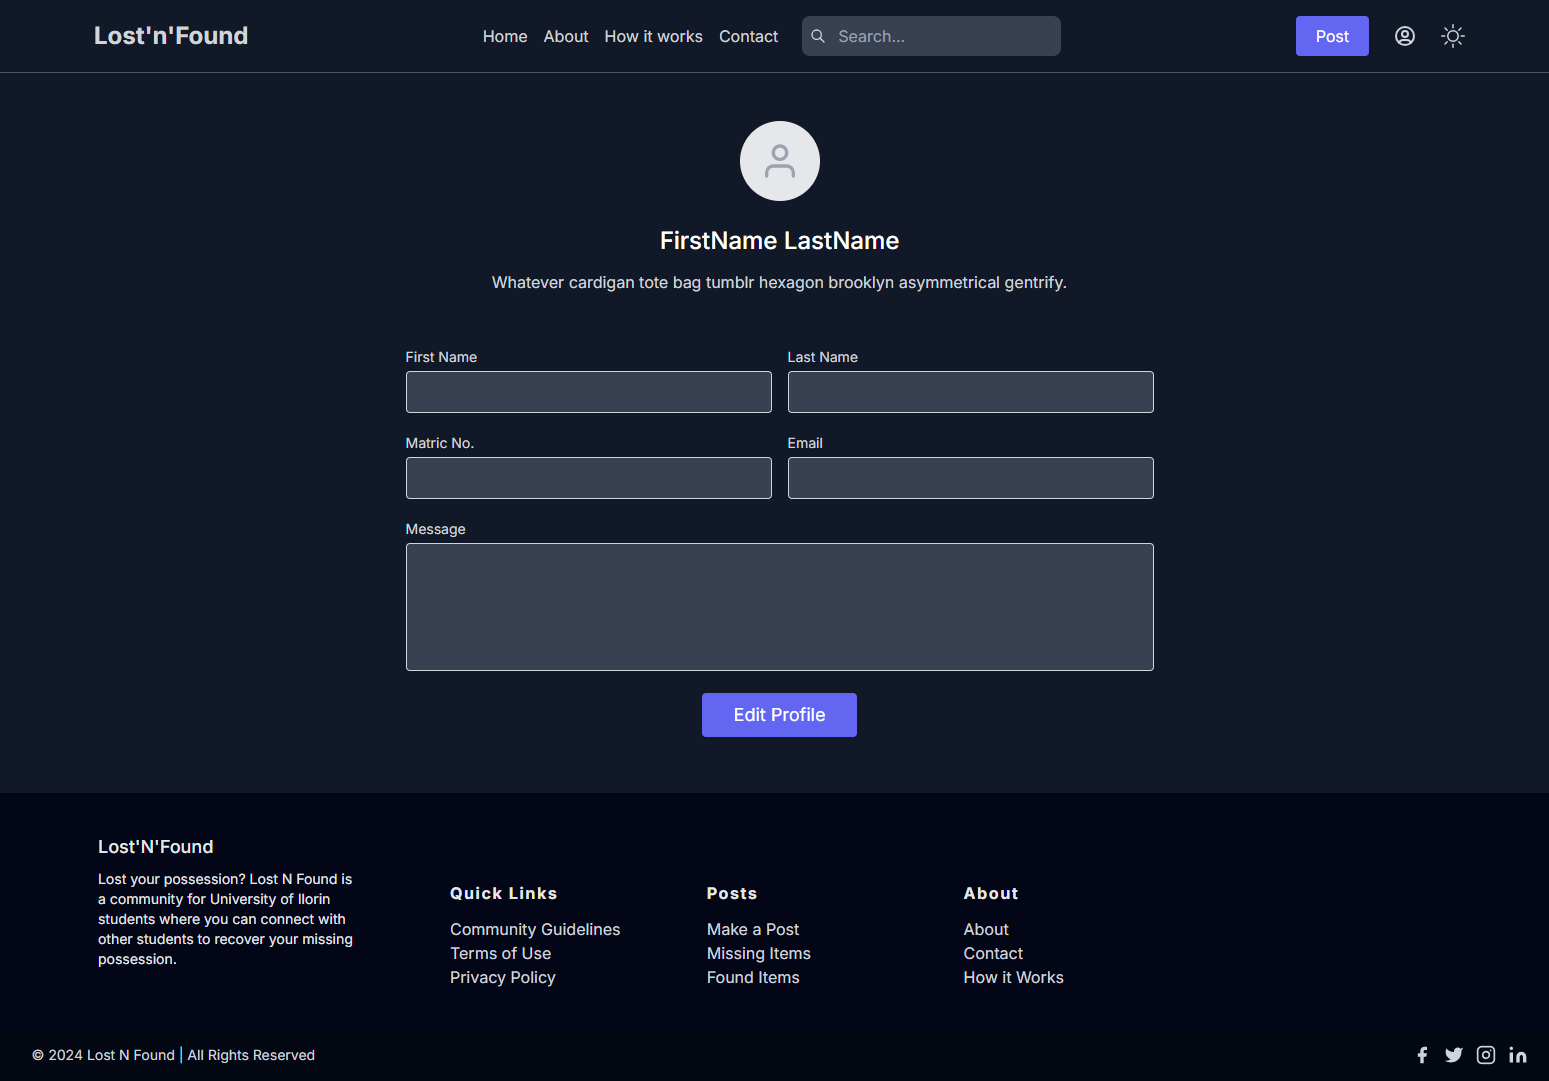 Lost'n'Found
Home About How it works Contact Search... Post
FirstName LastName
Whatever cardigan tote bag tumblr hexagon brooklyn asymmetrical gentrify.
First Name Last Name
Matric No. Email
Message
Edit Profile
Lost'N'Found
Lost your possession? Lost N Found is
a community for University of Ilorin
students where you can connect with
other students to recover your missing
possession.
Quick Links
Community Guidelines
Terms of Use
Privacy Policy
Posts
Make a Post
Missing Items
Found Items
About
About
Contact
How it Works
© 2024 Lost N Found | All Rights Reserved